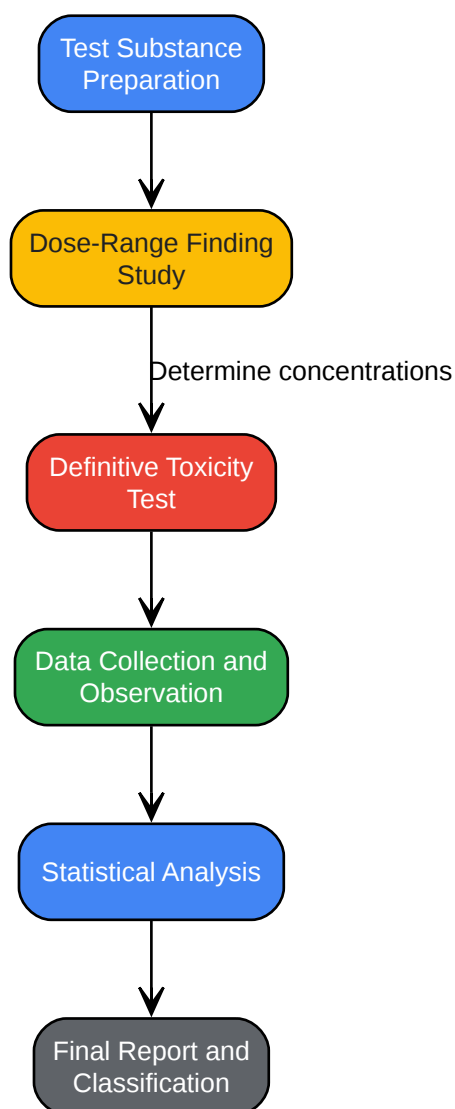 Test Substance
Preparation
Dose-Range Finding
Study
Determine concentrations
Definitive Toxicity
Test
Data Collection and
Observation
Statistical Analysis
Final Report and
Classification